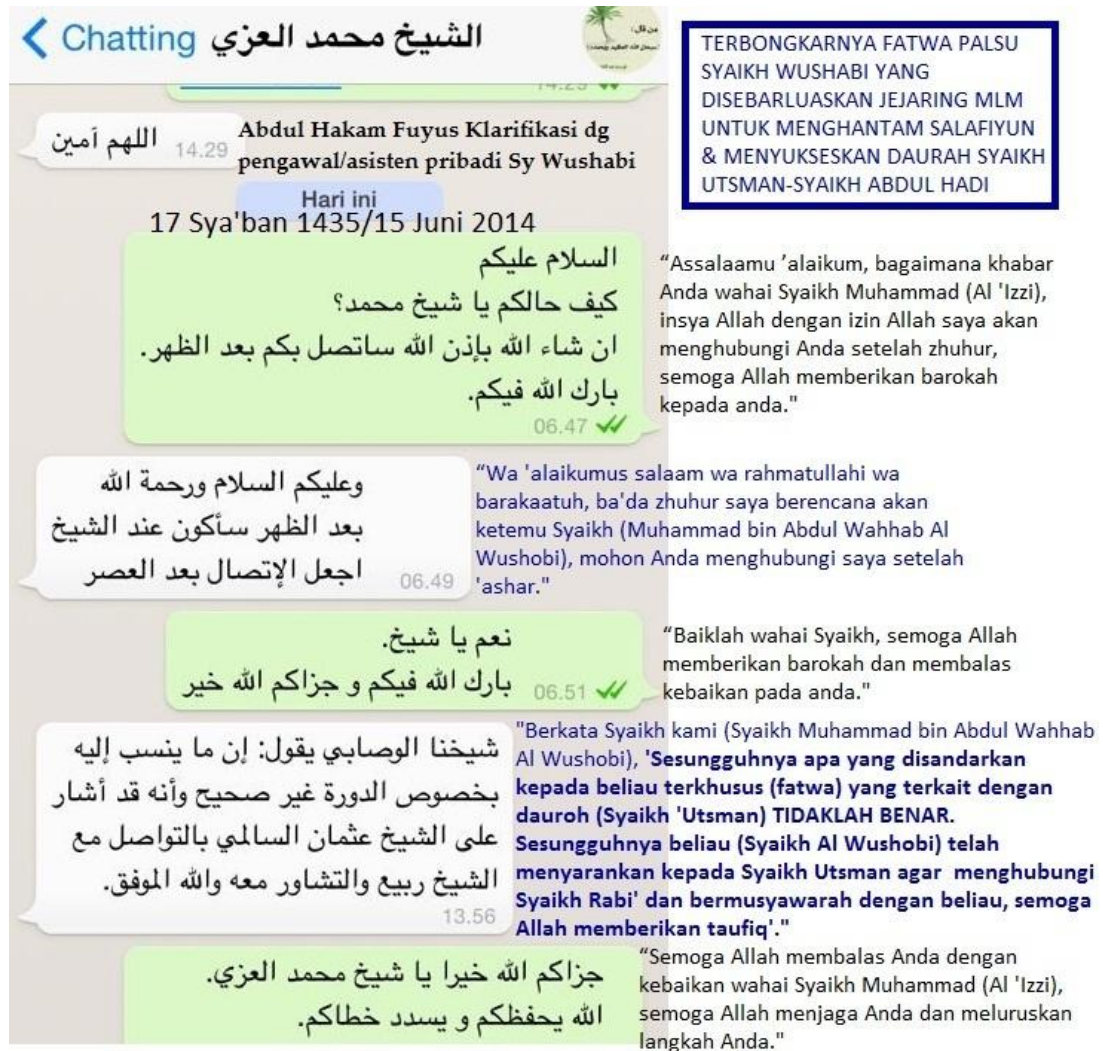 Chatting
الشيخ محمد العزي
من قال:
14.29
TERBONGKARNYA FATWA PALSU
SYAIKH WUSHABI YANG
DISEBARLUASKAN JEJARING MLM
UNTUK MENGHANTAM SALAFIYUN
& MENYUKSESKAN DAURAH SYAIKH
UTSMAN-SYAIKH ABDUL HADI
اللهم آمين
14.29
Abdul Hakam Fuyus Klarifikasi dg
pengawal/asisten pribadi Sy Wushabi
Hari ini
17 Sya'ban 1435/15 Juni 2014
السلام عليكم
كيف حالكم يا شيخ محمد؟
ان شاء الله بإذن الله ساتصل بكم بعد الظهر.
بارك الله فيكم.
06.47
“Assalaamu ’alaikum, bagaimana khabar
Anda wahai Syaikh Muhammad (Al 'Izzi),
insya Allah dengan izin Allah saya akan
menghubungi Anda setelah zhuhur,
semoga Allah memberikan barokah
kepada anda."
وعليكم السلام ورحمة الله
بعد الظهر سأكون عند الشيخ
اجعل الإتصال بعد العصر
06.49
“Wa 'alaikumus salaam wa rahmatullahi wa
barakaatuh, ba'da zhuhur saya berencana akan
ketemu Syaikh (Muhammad bin Abdul Wahhab Al
Wushobi), mohon Anda menghubungi saya setelah
'ashar."
نعم يا شيخ.
بارك الله فيكم و جزاكم الله خير
06.51
“Baiklah wahai Syaikh, semoga Allah
memberikan barokah dan membalas
kebaikan pada anda."
شيخنا الوصابي يقول: إن ما ينسب إليه
بخصوص الدورة غير صحيح وأنه قد أشار
على الشيخ عثمان السالمي بالتواصل مع
الشيخ ربيع والتشاور معه والله الموفق.
13.56
"Berkata Syaikh kami (Syaikh Muhammad bin Abdul Wahhab
Al Wushobi), 'Sesungguhnya apa yang disandarkan
kepada beliau terkhusus (fatwa) yang terkait dengan
dauroh (Syaikh 'Utsman) TIDAKLAH BENAR.
Sesungguhnya beliau (Syaikh Al Wushobi) telah
menyarankan kepada Syaikh Utsman agar menghubungi
Syaikh Rabi' dan bermusyawarah dengan beliau, semoga
Allah memberikan taufiq'."
جزاكم الله خيرا يا شيخ محمد العزي.
الله يحفظكم و يسدد خطاكم.
“Semoga Allah membalas Anda dengan
kebaikan wahai Syaikh Muhammad (Al 'Izzi),
semoga Allah menjaga Anda dan meluruskan
langkah Anda."